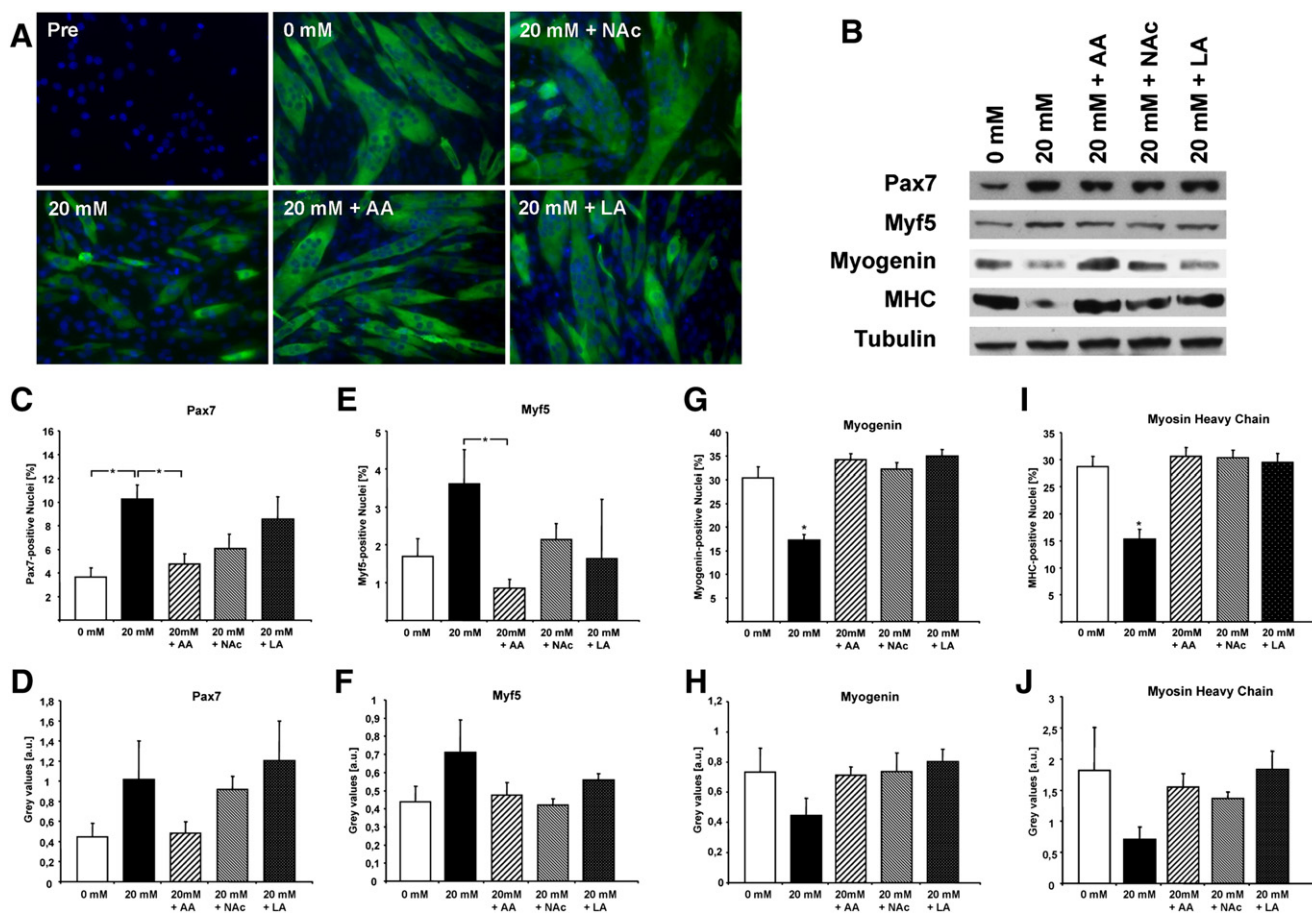 A
Pre
0 mM
20 mM + NAc
20 mM
20 mM + AA
20 mM + LA
B
0 mM
20 mM
20 mM + AA
20 mM + NAc
20 mM + LA
Pax7
Myf5
Myogenin
MHC
Tubulin
C
Pax7
Pax7-positive Nuclei [%]
16
14
12
10
8
6
4
2
* *
0 mM 20 mM 20mM 20 mM 20 mM
+ AA + NAc + LA
E
Myf5
Myf5-positive Nuclei [%]
5
4
3
2
1
*
0 mM 20 mM 20mM 20 mM 20 mM
+ AA + NAc + LA
G
Myogenin
Myogenin-positive Nuclei [%]
40
35
30
25
20
15
10
5
*
0 mM 20 mM 20mM 20 mM 20 mM
+ AA + NAc + LA
I
Myosin Heavy Chain
MHC-positive Nuclei [%]
35
30
25
20
15
10
5
*
0 mM 20 mM 20mM 20 mM 20 mM
+ AA + NAc + LA
D
Pax7
Grey values [a.u.]
1,8
1,6
1,4
1,2
1
0,8
0,6
0,4
0,2
0
0 mM 20 mM 20mM 20 mM 20 mM
+ AA + NAc + LA
F
Myf5
Grey values [a.u.]
1
0,9
0,8
0,7
0,6
0,5
0,4
0,3
0,2
0,1
0
0 mM 20 mM 20mM 20 mM 20 mM
+ AA + NAc + LA
H
Myogenin
Grey values [a.u.]
1,2
1
0,8
0,6
0,4
0,2
0
0 mM 20 mM 20mM 20 mM 20 mM
+ AA + NAc + LA
J
Myosin Heavy Chain
Grey values [a.u.]
3
2,5
2
1,5
1
0,5
0 mM 20 mM 20mM 20 mM 20 mM
+ AA + NAc + LA